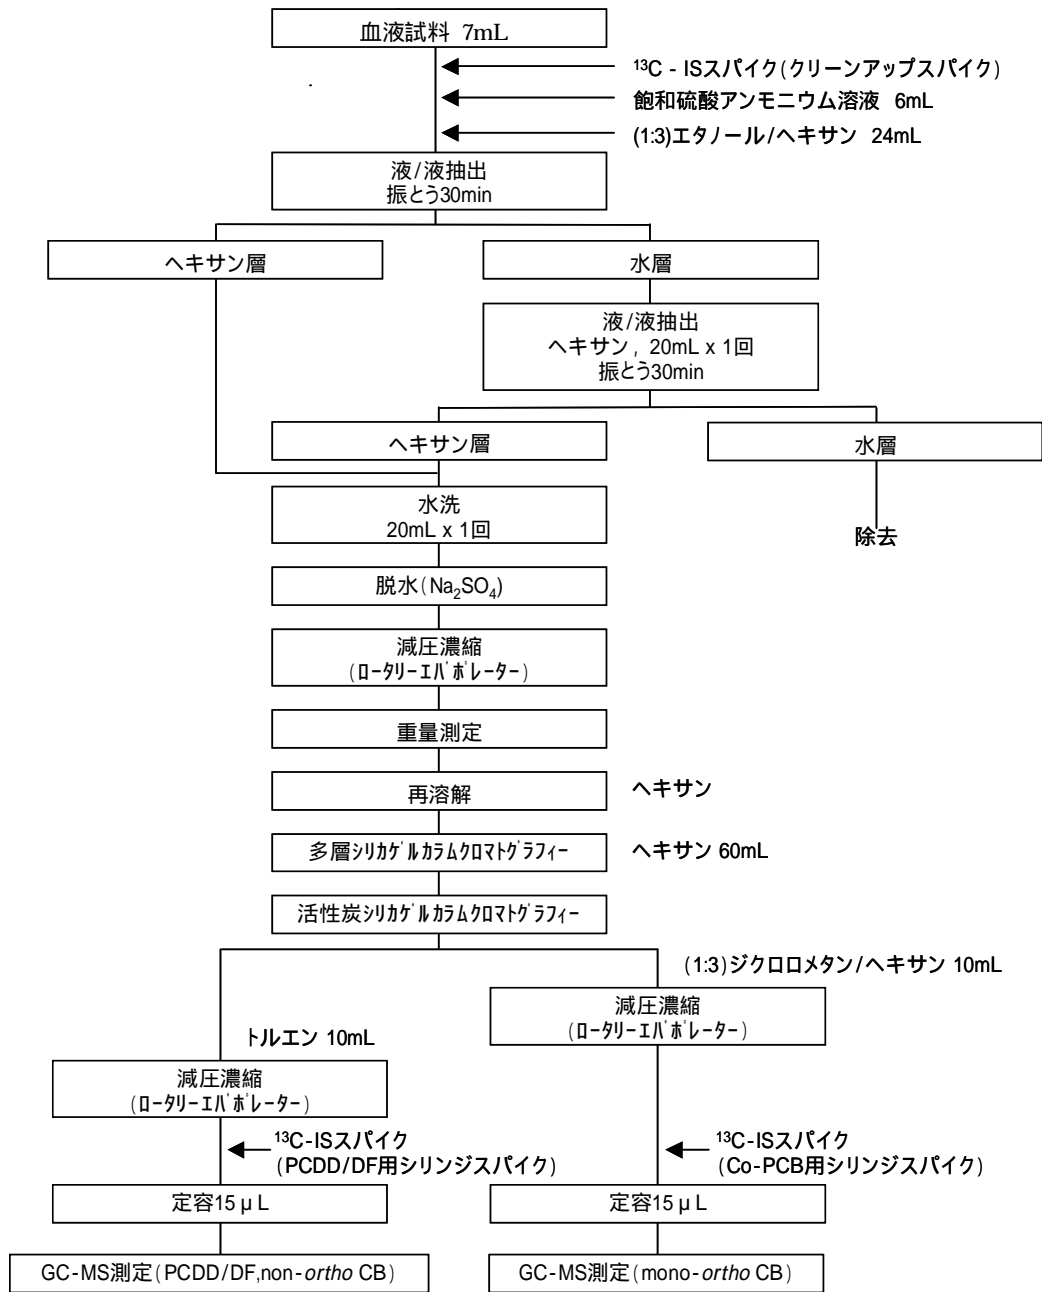 血液試料 7mL
¹³C - ISスパイク(クリーンアップスパイク)
飽和硫酸アンモニウム溶液 6mL
(1:3)エタノール/ヘキサン 24mL
液/液抽出
振とう30min
ヘキサン層
水層
液/液抽出
ヘキサン, 20mL x 1回
振とう30min
ヘキサン層
水層
水洗
20mL x 1回
除去
脱水(Na₂SO₄)
減圧濃縮
(ﾛｰﾀﾘｰｴﾊﾞﾎﾟﾚｰﾀｰ)
重量測定
再溶解
ヘキサン
多層ｼﾘｶｹﾞﾙｶﾗﾑｸﾛﾏﾄｸﾞﾗﾌｨｰ
ヘキサン 60mL
活性炭ｼﾘｶｹﾞﾙｶﾗﾑｸﾛﾏﾄｸﾞﾗﾌｨｰ
(1:3)ジクロロメタン/ヘキサン 10mL
減圧濃縮
(ﾛｰﾀﾘｰｴﾊﾞﾎﾟﾚｰﾀｰ)
トルエン 10mL
減圧濃縮
(ﾛｰﾀﾘｰｴﾊﾞﾎﾟﾚｰﾀｰ)
¹³C-ISスパイク
(PCDD/DF用シリンジスパイク)
¹³C-ISスパイク
(Co-PCB用シリンジスパイク)
定容15μL
定容15μL
GC-MS測定(PCDD/DF,non-ortho CB)
GC-MS測定(mono-ortho CB)